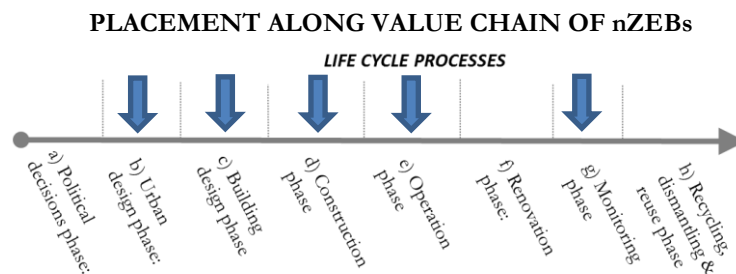 PLACEMENT ALONG VALUE CHAIN OF nZEBs
LIFE CYCLE PROCESSES
a) Political
decisions phase:
b) Urban
design phase:
c) Building
design phase
d) Construction
phase
e) Operation
phase
f) Renovation
phase:
g) Monitoring
phase
h) Recycling,
dismantling &
reuse phase